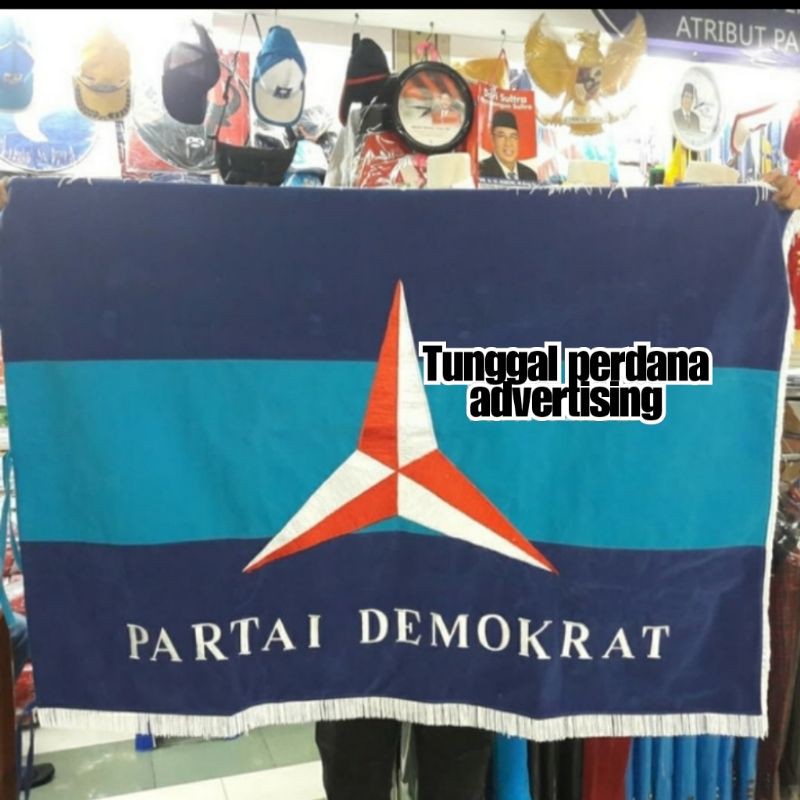 ATRIBUT PA
Tunggal perdana
advertising
PARTAI DEMOKRAT